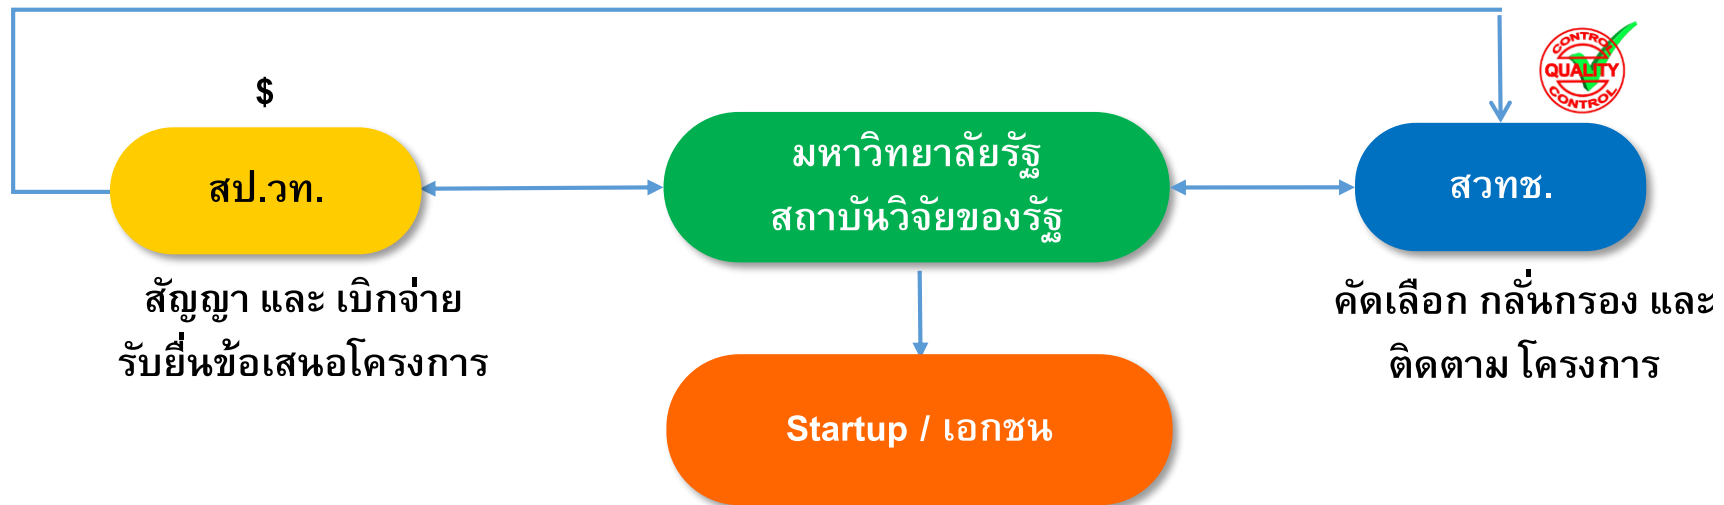 $
สป.วท.
สัญญา และ เบิกจ่าย
รับยื่นข้อเสนอโครงการ
มหาวิทยาลัยรัฐ
สถาบันวิจัยของรัฐ
Startup / เอกชน
CONTROL
QUALITY
CONTROL
สวทช.
คัดเลือก กลั่นกรอง และ
ติดตาม โครงการ